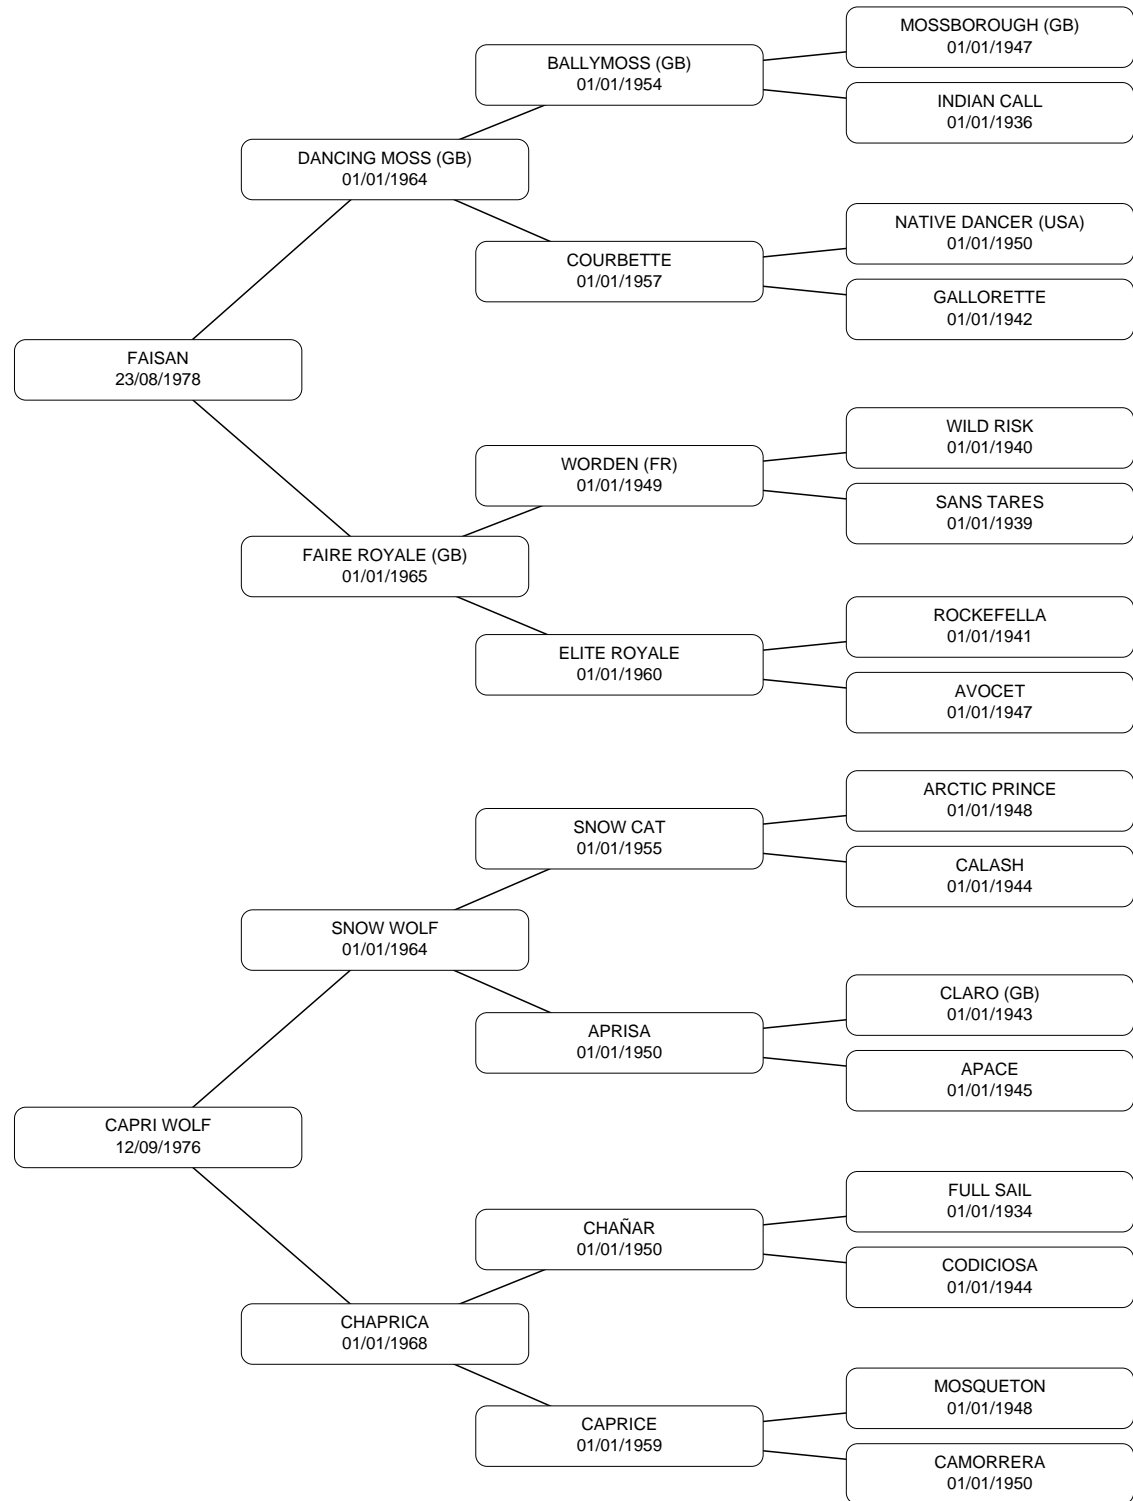 MOSSBOROUGH (GB)
01/01/1947
BALLYMOSS (GB)
01/01/1954
INDIAN CALL
01/01/1936
DANCING MOSS (GB)
01/01/1964
NATIVE DANCER (USA)
01/01/1950
COURBETTE
01/01/1957
GALLORETTE
01/01/1942
FAISAN
23/08/1978
WILD RISK
01/01/1940
WORDEN (FR)
01/01/1949
SANS TARES
01/01/1939
FAIRE ROYALE (GB)
01/01/1965
ROCKEFELLA
01/01/1941
ELITE ROYALE
01/01/1960
AVOCET
01/01/1947
ARCTIC PRINCE
01/01/1948
SNOW CAT
01/01/1955
CALASH
01/01/1944
SNOW WOLF
01/01/1964
CLARO (GB)
01/01/1943
APRISA
01/01/1950
APACE
01/01/1945
CAPRI WOLF
12/09/1976
FULL SAIL
01/01/1934
CHAÑAR
01/01/1950
CODICIOSA
01/01/1944
CHAPRICA
01/01/1968
MOSQUETON
01/01/1948
CAPRICE
01/01/1959
CAMORRERA
01/01/1950